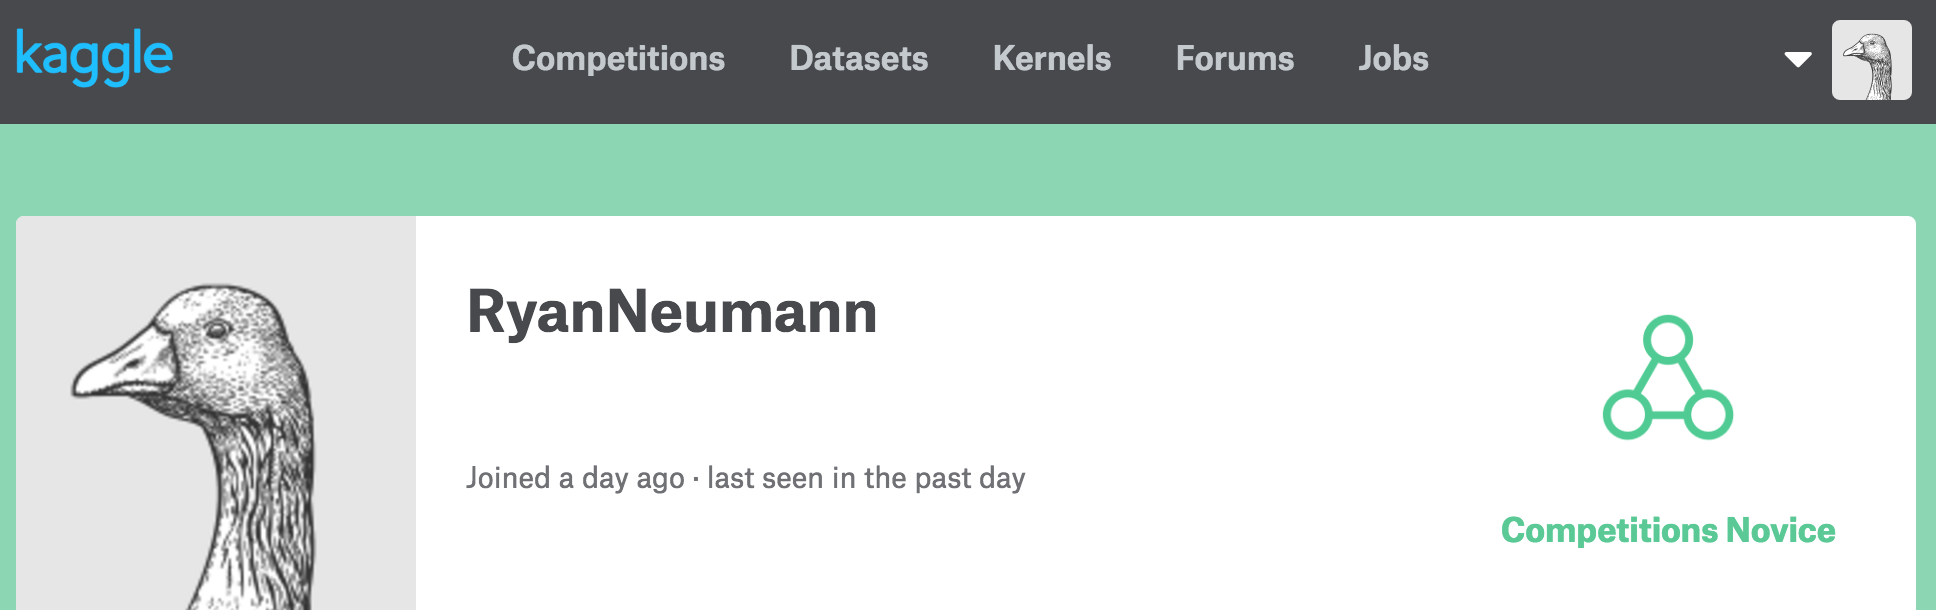 kaggle Competitions Datasets Kernels Forums Jobs
RyanNeumann
Joined a day ago · last seen in the past day
Competitions Novice